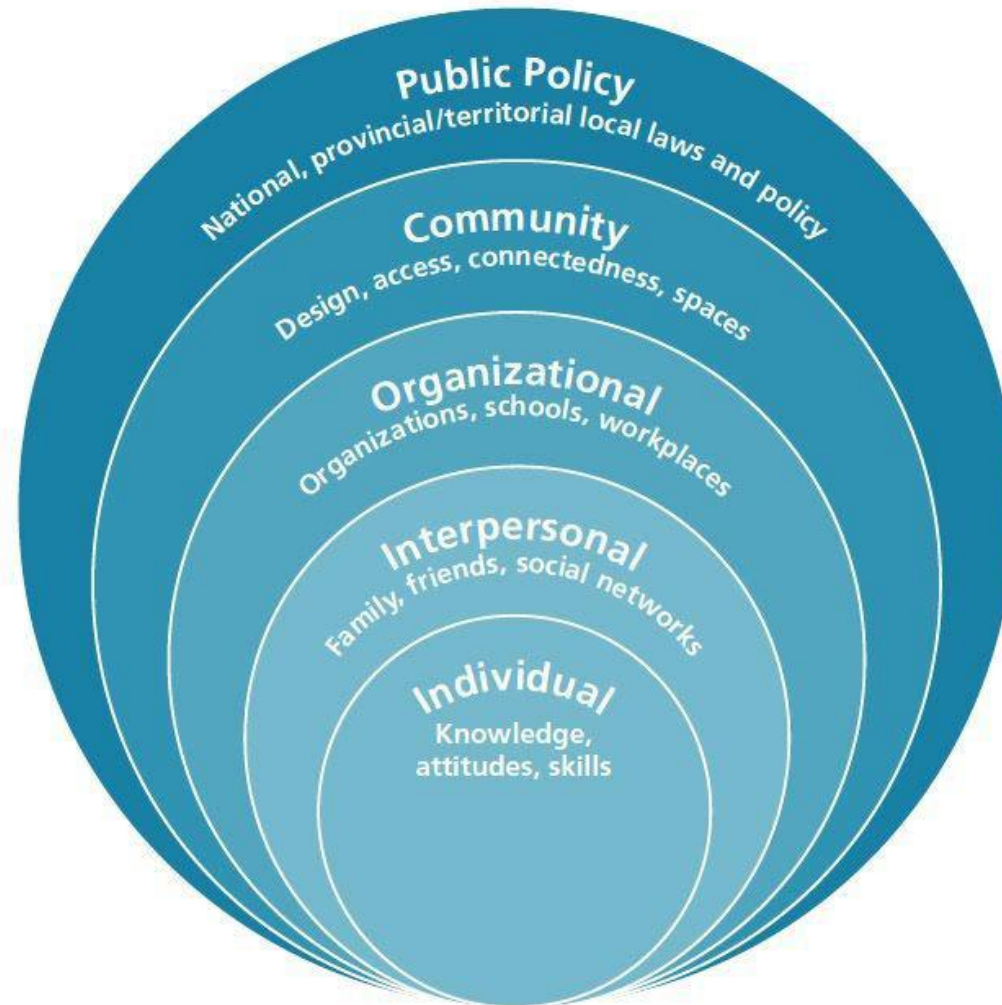 Public Policy
National, provincial/territorial local laws and policy
Community
Design, access, connectedness, spaces
Organizational
Organizations, schools, workplaces
Interpersonal
Family, friends, social networks
Individual
Knowledge,
attitudes, skills